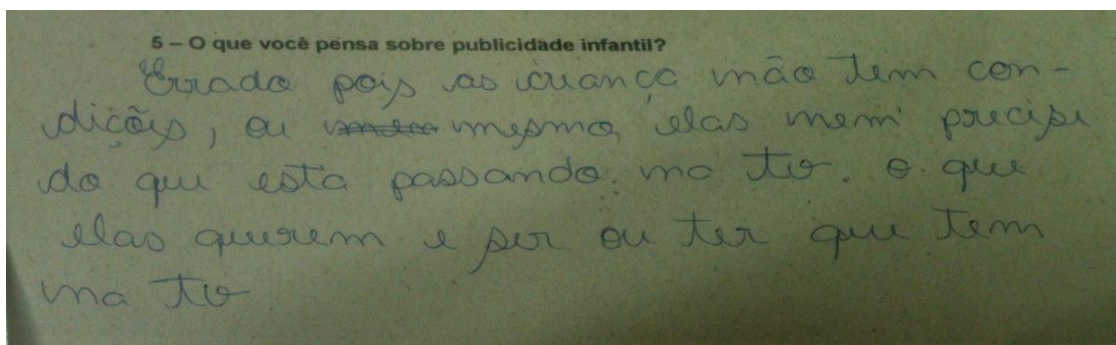 5 – O que você pensa sobre publicidade infantil?
Errado pois as criança não tem con-
dições, ou mesmo elas nem precisi
do que esta passando. na tv. o que
elas querem e ser ou ter que tem
na tv